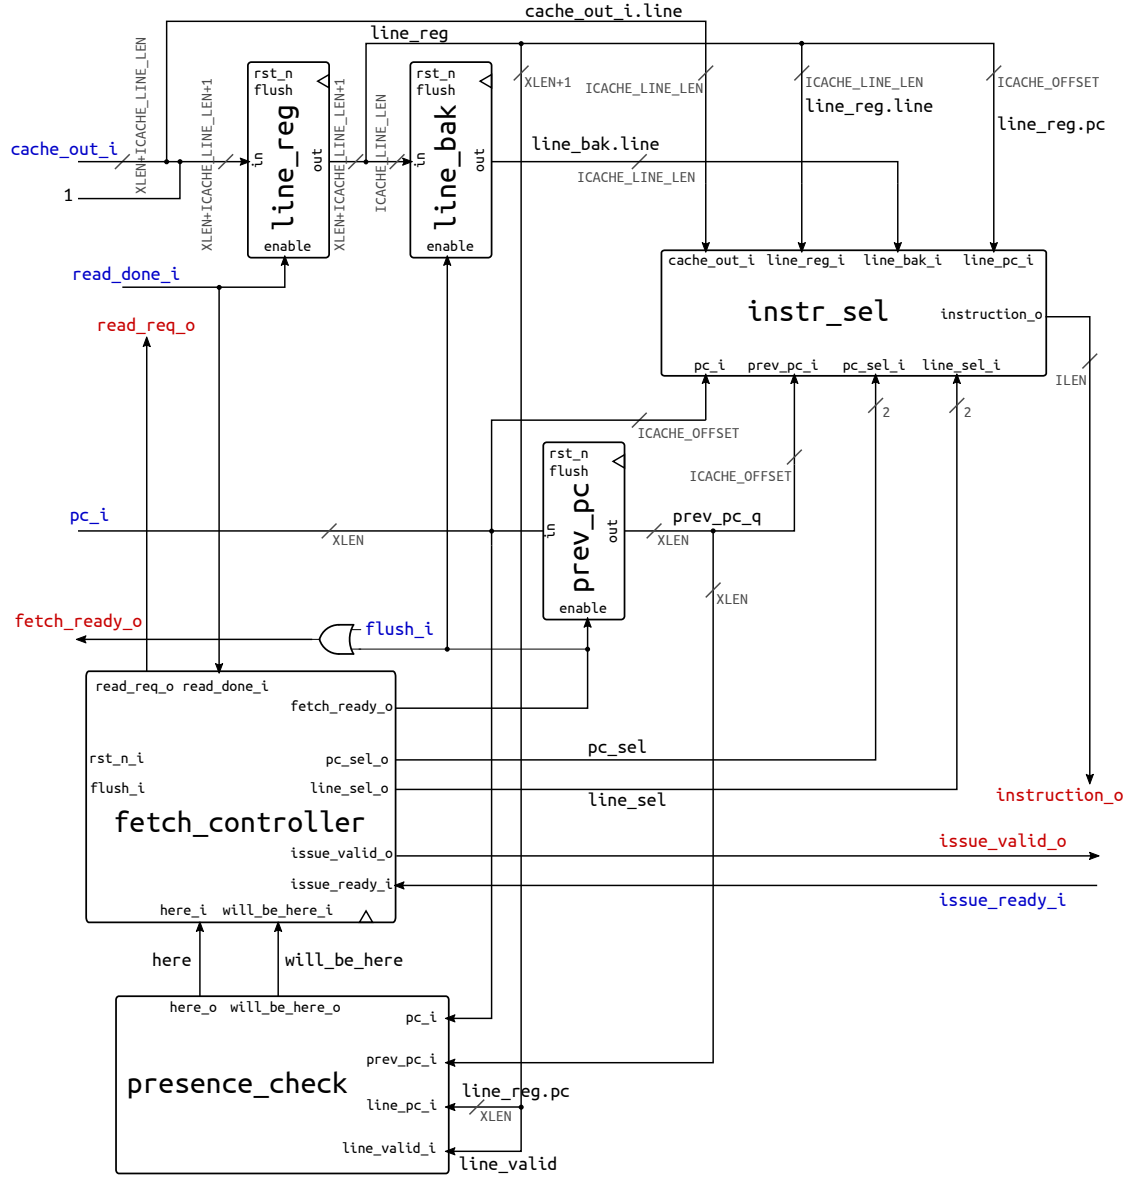 cache_out_i.line
line_reg
XLEN+ICACHE_LINE_LEN
XLEN+ICACHE_LINE_LEN+1
rst_n
flush
line_reg
in
out
enable
XLEN+ICACHE_LINE_LEN+1
ICACHE_LINE_LEN
rst_n
flush
line_bak
in
out
enable
XLEN+1
ICACHE_LINE_LEN
ICACHE_LINE_LEN
line_reg.line
ICACHE_OFFSET
line_reg.pc
cache_out_i
1
line_bak.line
ICACHE_LINE_LEN
read_done_i
read_req_o
cache_out_i
line_reg_i
line_bak_i
line_pc_i
instr_sel
instruction_o
pc_i
prev_pc_i
pc_sel_i
line_sel_i
ILEN
2
2
ICACHE_OFFSET
rst_n
flush
prev_pc
in
out
enable
ICACHE_OFFSET
pc_i
XLEN
XLEN
prev_pc_q
XLEN
fetch_ready_o
flush_i
read_req_o
read_done_i
fetch_ready_o
rst_n_i
pc_sel_o
pc_sel
flush_i
line_sel_o
line_sel
instruction_o
fetch_controller
issue_valid_o
issue_valid_o
issue_ready_i
issue_ready_i
here_i
will_be_here_i
here
will_be_here
here_o
will_be_here_o
pc_i
prev_pc_i
presence_check
line_reg.pc
line_pc_i
XLEN
line_valid_i
line_valid